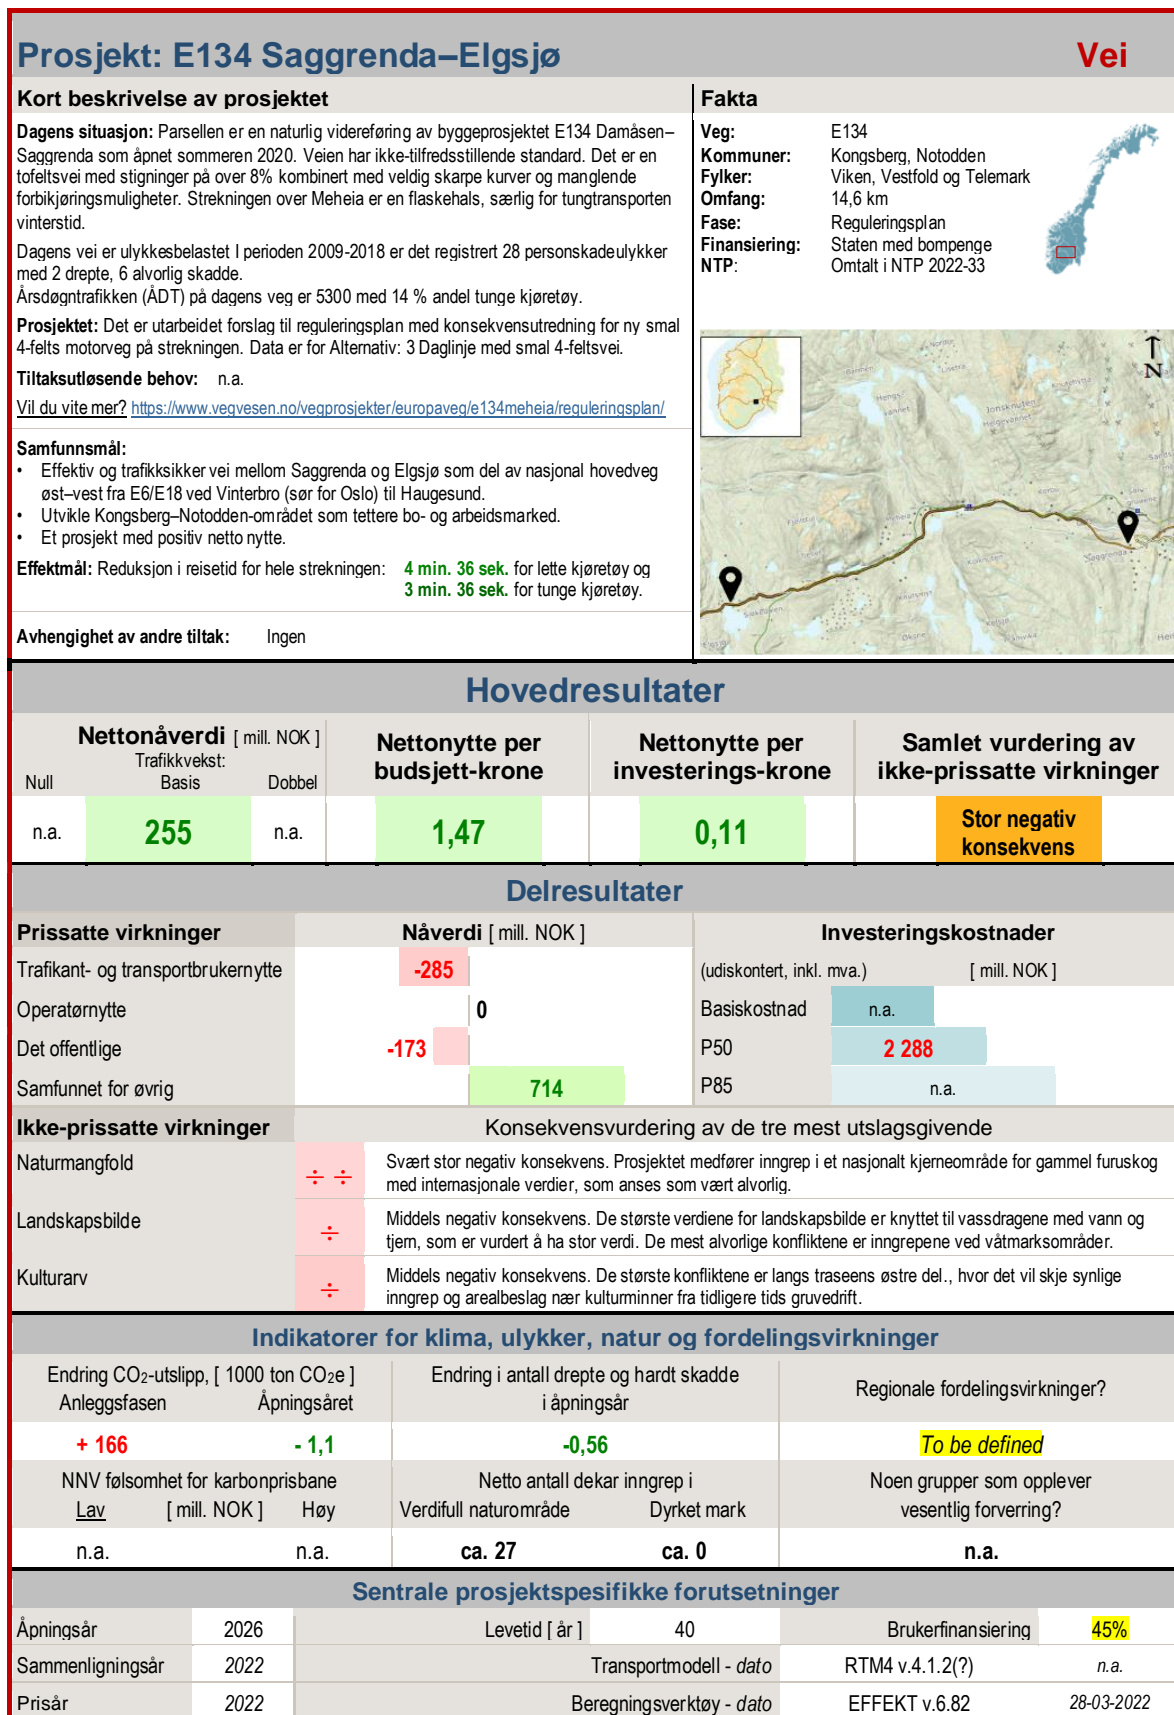 Prosjekt: E134 Saggrenda–Elgsjø
Vei
Kort beskrivelse av prosjektet
Dagens situasjon: Parsellen er en naturlig videreføring av byggeprosjektet E134 Damåsen–
Saggrenda som åpnet sommeren 2020. Veien har ikke-tilfredsstillende standard. Det er en
tofeltsvei med stigninger på over 8% kombinert med veldig skarpe kurver og manglende
forbikjøringsmuligheter. Strekningen over Meheia er en flaskehals, særlig for tungtransporten
vinterstid.
Dagens vei er ulykkesbelastet I perioden 2009-2018 er det registrert 28 personskadeulykker
med 2 drepte, 6 alvorlig skadde.
Årsdøgntrafikken (ÅDT) på dagens veg er 5300 med 14 % andel tunge kjøretøy.
Prosjektet: Det er utarbeidet forslag til reguleringsplan med konsekvensutredning for ny smal
4-felts motorveg på strekningen. Data er for Alternativ: 3 Daglinje med smal 4-feltsvei.
Tiltaksutløsende behov: n.a.
Vil du vite mer? https://www.vegvesen.no/vegprosjekter/europaveg/e134meheia/reguleringsplan/
Samfunnsmål:
• Effektiv og trafikksikker vei mellom Saggrenda og Elgsjø som del av nasjonal hovedveg
øst–vest fra E6/E18 ved Vinterbro (sør for Oslo) til Haugesund.
• Utvikle Kongsberg–Notodden-området som tettere bo- og arbeidsmarked.
• Et prosjekt med positiv netto nytte.
Effektmål: Reduksjon i reisetid for hele strekningen: 4 min. 36 sek. for lette kjøretøy og
3 min. 36 sek. for tunge kjøretøy.
Avhengighet av andre tiltak: Ingen
Fakta
Veg: E134
Kommuner: Kongsberg, Notodden
Fylker: Viken, Vestfold og Telemark
Omfang: 14,6 km
Fase: Reguleringsplan
Finansiering: Staten med bompenge
NTP: Omtalt i NTP 2022-33
N
Jonsknuten
Saggrenda
Hovedresultater
Nettonåverdi [ mill. NOK ]
Trafikkvekst:
Null Basis Dobbel
Nettonytte per
budsjett-krone
Nettonytte per
investerings-krone
Samlet vurdering av
ikke-prissatte virkninger
n.a. 255 n.a. 1,47 0,11
Stor negativ
konsekvens
Delresultater
Prissatte virkninger Nåverdi [ mill. NOK ]
Trafikant- og transportbrukernytte -285
Operatørnytte 0
Det offentlige -173
Samfunnet for øvrig 714
Investeringskostnader
(udiskontert, inkl. mva.) [ mill. NOK ]
Basiskostnad n.a.
P50 2 288
P85 n.a.
Ikke-prissatte virkninger Konsekvensvurdering av de tre mest utslagsgivende
Naturmangfold ÷ ÷ Svært stor negativ konsekvens. Prosjektet medfører inngrep i et nasjonalt kjerneområde for gammel furuskog
med internasjonale verdier, som anses som vært alvorlig.
Landskapsbilde ÷ Middels negativ konsekvens. De største verdiene for landskapsbilde er knyttet til vassdragene med vann og
tjern, som er vurdert å ha stor verdi. De mest alvorlige konfliktene er inngrepene ved våtmarksområder.
Kulturarv ÷ Middels negativ konsekvens. De største konfliktene er langs traseens østre del., hvor det vil skje synlige
inngrep og arealbeslag nær kulturminner fra tidligere tids gruvedrift.
Indikatorer for klima, ulykker, natur og fordelingsvirkninger
Endring CO2-utslipp, [ 1000 ton CO2e ]
Anleggsfasen Åpningsåret
Endring i antall drepte og hardt skadde
i åpningsår
Regionale fordelingsvirkninger?
+ 166 - 1,1 -0,56 To be defined
NNV følsomhet for karbonprisbane
Lav [ mill. NOK ] Høy
Netto antall dekar inngrep i
Verdifull naturområde Dyrket mark
Noen grupper som opplever
vesentlig forverring?
n.a. n.a. ca. 27 ca. 0 n.a.
Sentrale prosjektspesifikke forutsetninger
Åpningsår 2026 Levetid [ år ] 40 Brukerfinansiering 45%
Sammenligningsår 2022 Transportmodell - dato RTM4 v.4.1.2(?) n.a.
Prisår 2022 Beregningsverktøy - dato EFFEKT v.6.82 28-03-2022